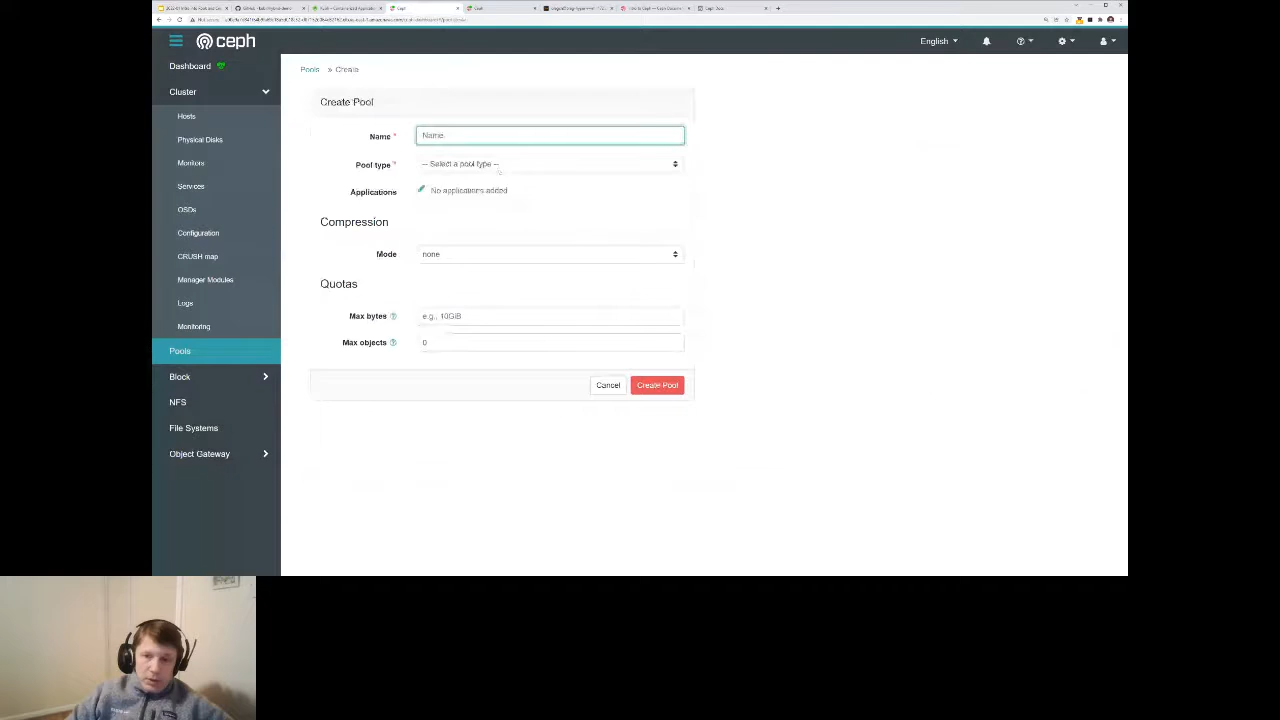 Not secure
ceph
English
Dashboard
Cluster
Hosts
Physical Disks
Monitors
Services
OSDs
Configuration
CRUSH map
Manager Modules
Logs
Monitoring
Pools
Block
NFS
File Systems
Object Gateway
Pools » Create
Create Pool
Name *
Name
Pool type *
-- Select a pool type --
Applications
No applications added
Compression
Mode
none
Quotas
Max bytes
e.g., 10GiB
Max objects
0
Cancel
Create Pool